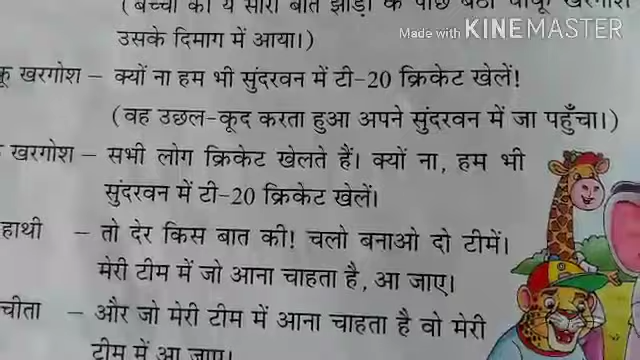 (बच्चों की ये सारी बातें झाड़ी के पीछे बैठा चीकू खरगोश
Made with KINEMASTER
उसके दिमाग में आया।)
खरगोश – क्यों ना हम भी सुंदरवन में टी-20 क्रिकेट खेलें!
(वह उछल-कूद करता हुआ अपने सुंदरवन में जा पहुँचा।)
खरगोश – सभी लोग क्रिकेट खेलते हैं। क्यों ना, हम भी
सुंदरवन में टी-20 क्रिकेट खेलें।
हाथी – तो देर किस बात की! चलो बनाओ दो टीमें।
मेरी टीम में जो आना चाहता है, आ जाए।
चीता – और जो मेरी टीम में आना चाहता है वो मेरी
टीम में आ जाए।